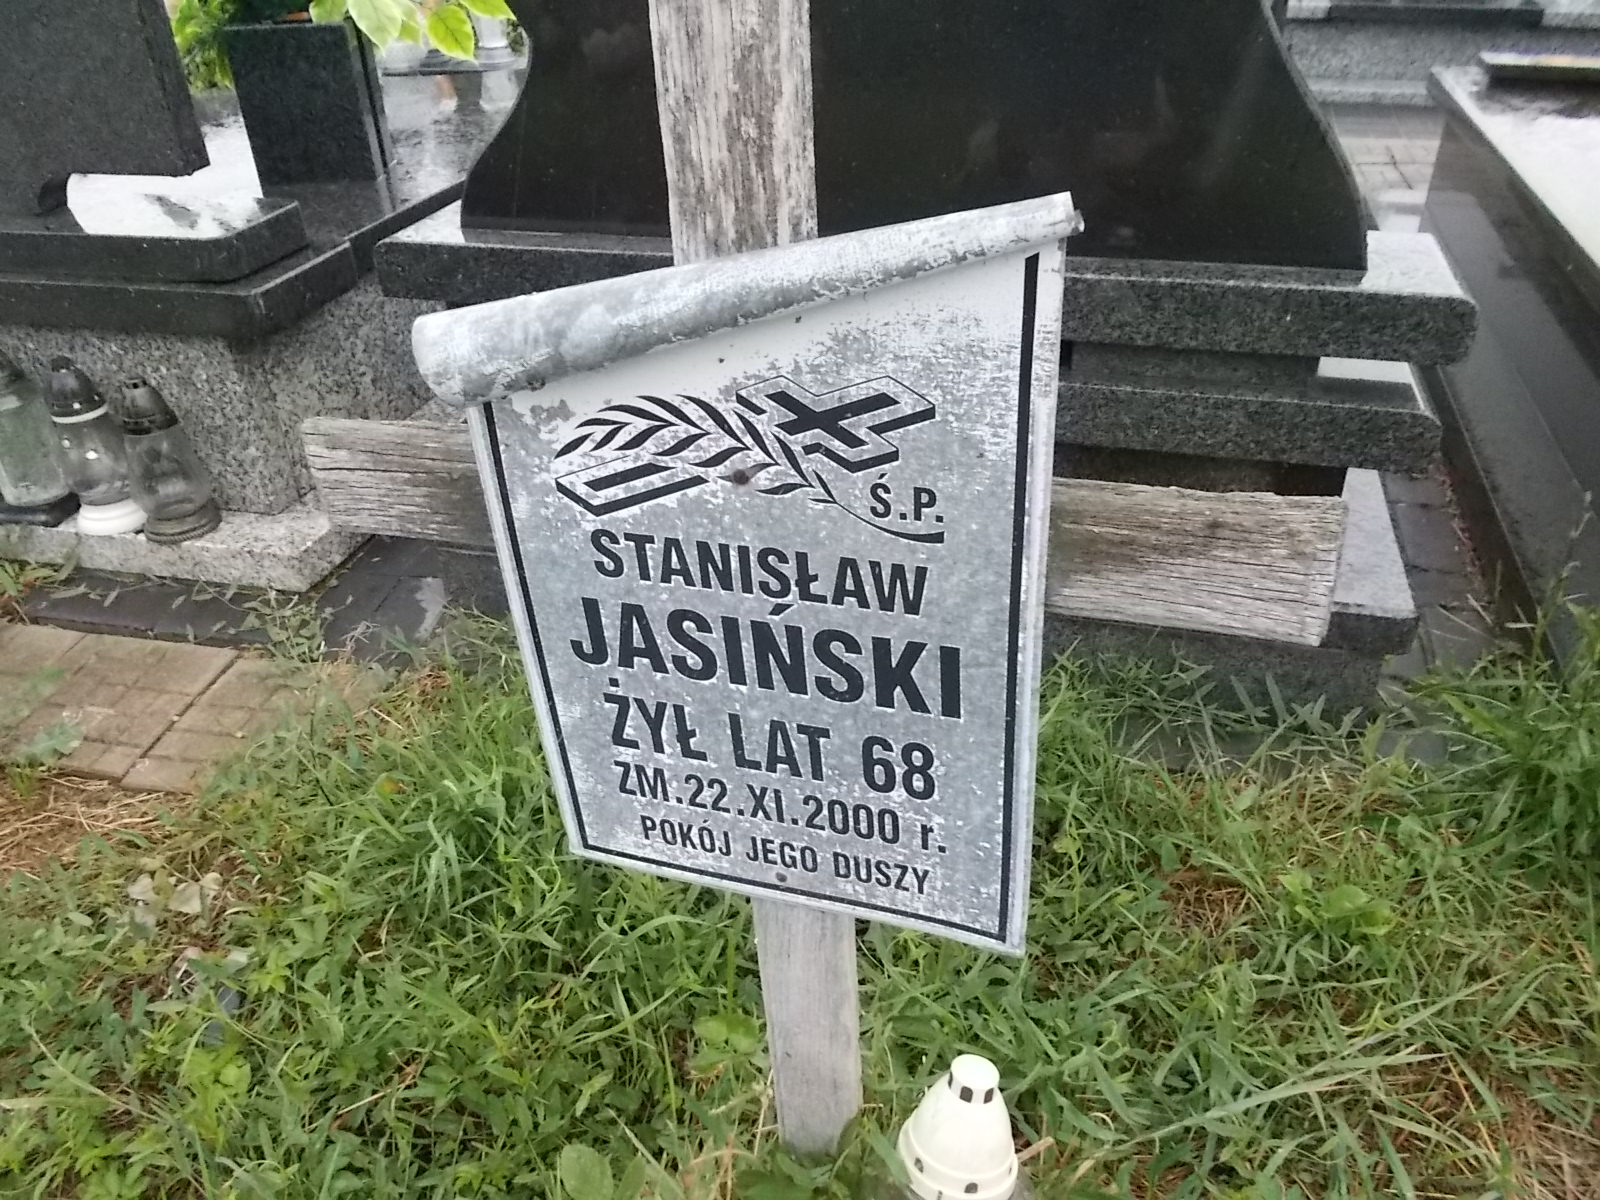 Ś.P.
STANISŁAW
JASIŃSKI
ŻYŁ LAT 68
ZM.22.XI.2000 r.
POKÓJ JEGO DUSZY